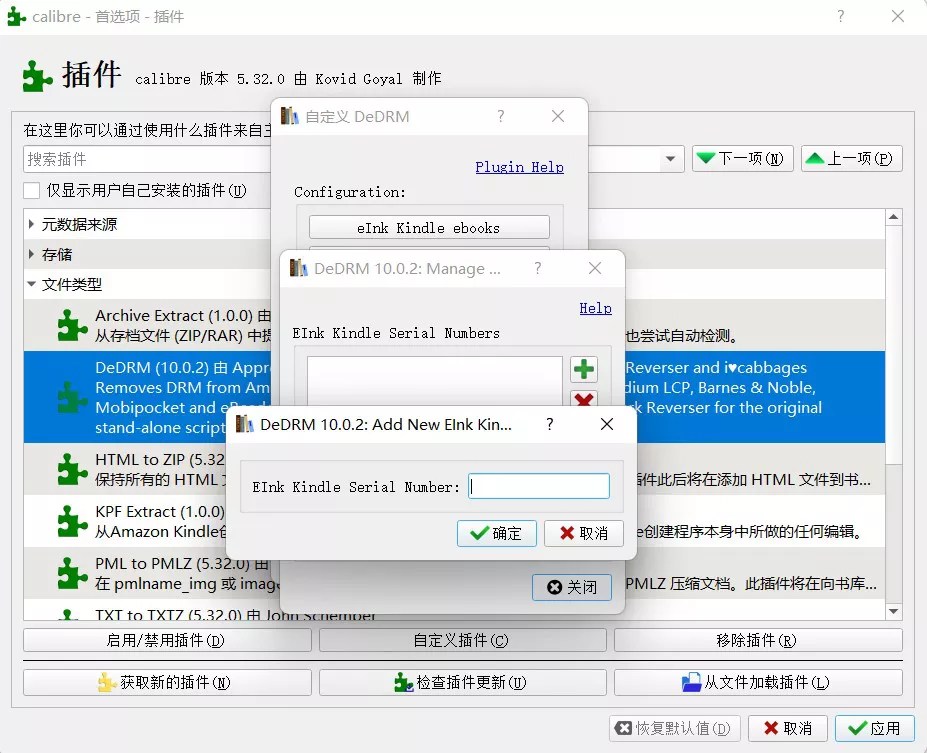 calibre - 首选项 - 插件
插件 calibre 版本 5.32.0 由 Kovid Goyal 制作
自定义 DeDRM
在这里你可以通过使用什么插件来自
Plugin Help
搜索插件
下一项(N)
上一项(P)
仅显示用户自己安装的插件(U)
Configuration:
元数据来源
eInk Kindle ebooks
存储
DeDRM 10.0.2: Manage ...
文件类型
Help
Archive Extract (1.0.0) 由
从存档文件 (ZIP/RAR) 中
也尝试自动检测。
EInk Kindle Serial Numbers
DeDRM (10.0.2) 由
Reverser and i♥cabbages
Removes DRM from
dium LCP, Barnes & Noble,
Mobipocket and
k Reverser for the original
stand-alone script
DeDRM 10.0.2: Add New EInk Kin...
HTML to ZIP (5.32
保持所有的 HTML
插件此后将在添加 HTML 文件到书...
EInk Kindle Serial Number:
KPF Extract (1.0.0)
从Amazon Kindle
e创建程序本身中所做的任何编辑。
确定
取消
PML to PMLZ (5.32.0) 由
在 pmlname_img 或
PMLZ 压缩文档。此插件将在向书库...
关闭
TXT to TXTZ (5.32.0) 由 John Schember
启用/禁用插件(D)
自定义插件(C)
移除插件(R)
获取新的插件(N)
检查插件更新(U)
从文件加载插件(L)
恢复默认值(D)
取消
应用